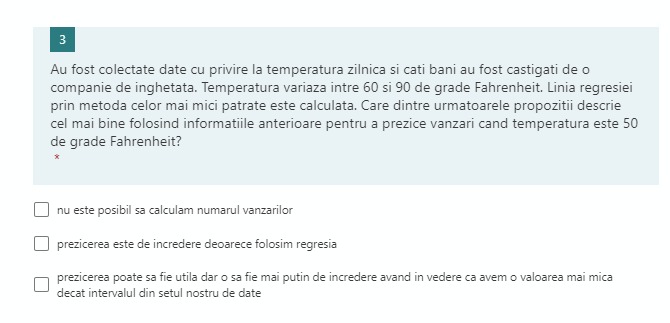 3
Au fost colectate date cu privire la temperatura zilnica si cati bani au fost castigati de o
companie de inghetata. Temperatura variaza intre 60 si 90 de grade Fahrenheit. Linia regresiei
prin metoda celor mai mici patrate este calculata. Care dintre urmatoarele propozitii descrie
cel mai bine folosind informatiile anterioare pentru a prezice vanzari cand temperatura este 50
de grade Fahrenheit?
*
nu este posibil sa calculam numarul vanzarilor
prezicerea este de incredere deoarece folosim regresia
prezicerea poate sa fie utila dar o sa fie mai putin de incredere avand in vedere ca avem o valoarea mai mica
decat intervalul din setul nostru de date